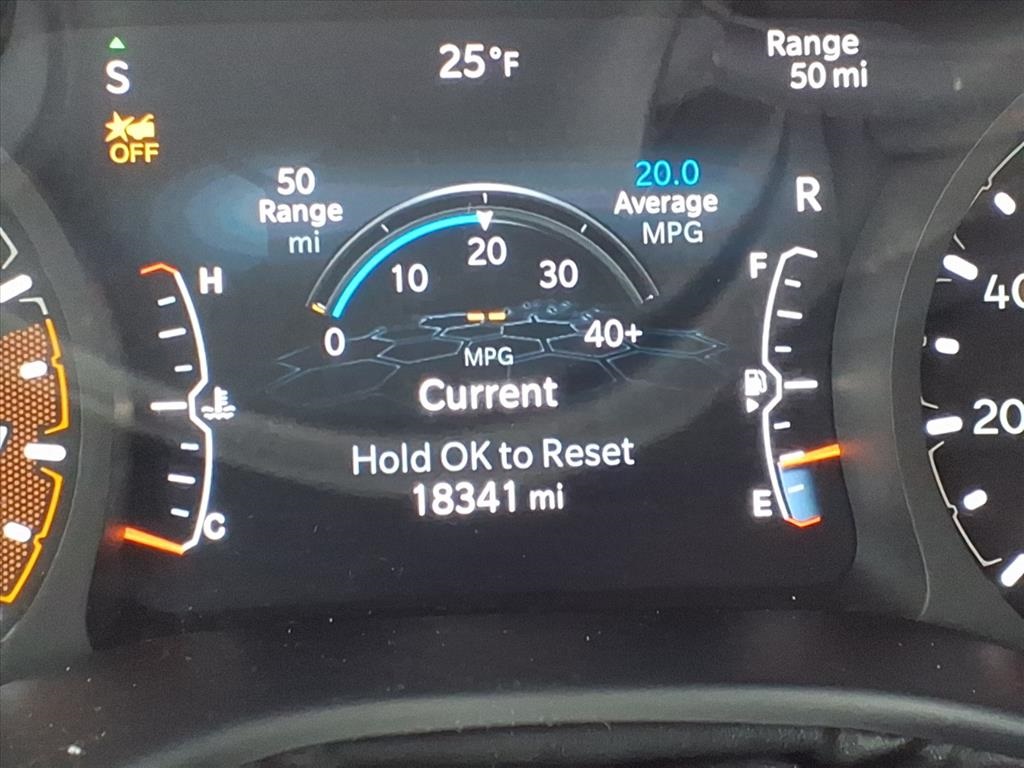 S
25°F
Range
50 mi
OFF
50
Range
mi
20.0
Average
MPG
R
H
F
10
20
30
0
40+
MPG
Current
Hold OK to Reset
18341 mi
C
E
20